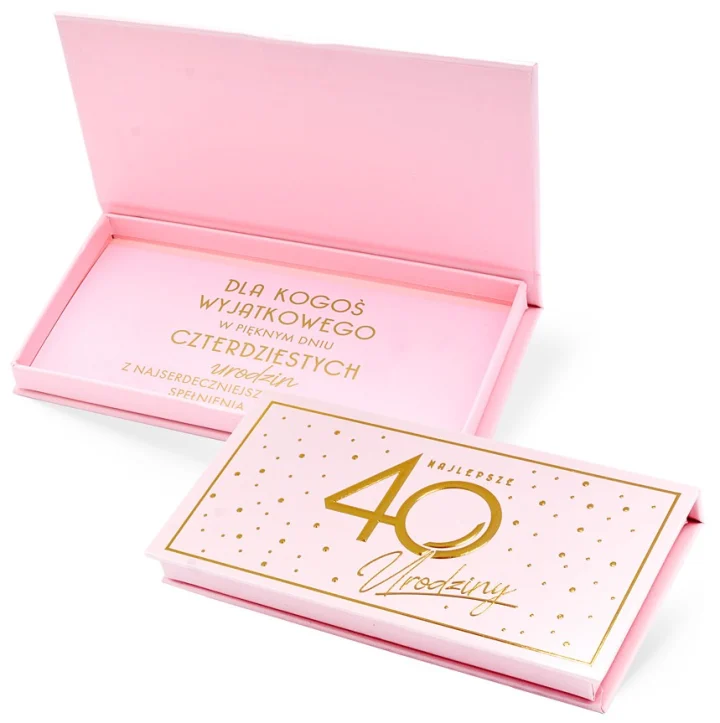 DLA KOGOŚ
WYJĄTKOWEGO
W PIĘKNYM DNIU
CZTERDZIESTYCH
urodzin
Z NAJSERDECZNIEJSZ
SPEŁNIENIA
NAJLEPSZE
40
Urodziny